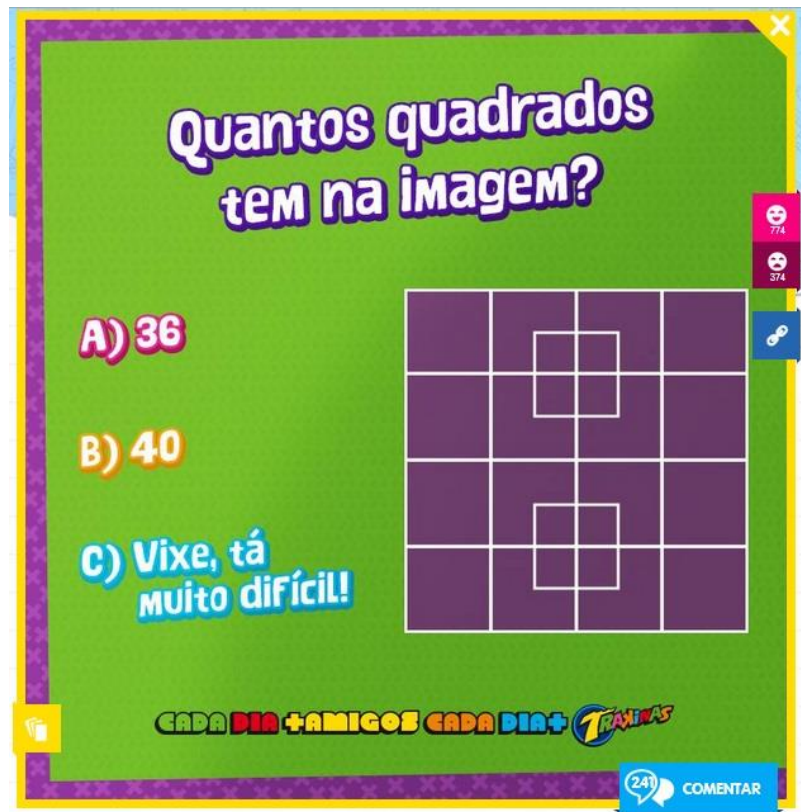 Quantos quadrados
tem na imagem?
774
374
A) 36
B) 40
C) Vixe, tá
muito difícil!
CADA DIA +AMIGOS CADA DIA+ TRAKINAS
241 COMENTAR